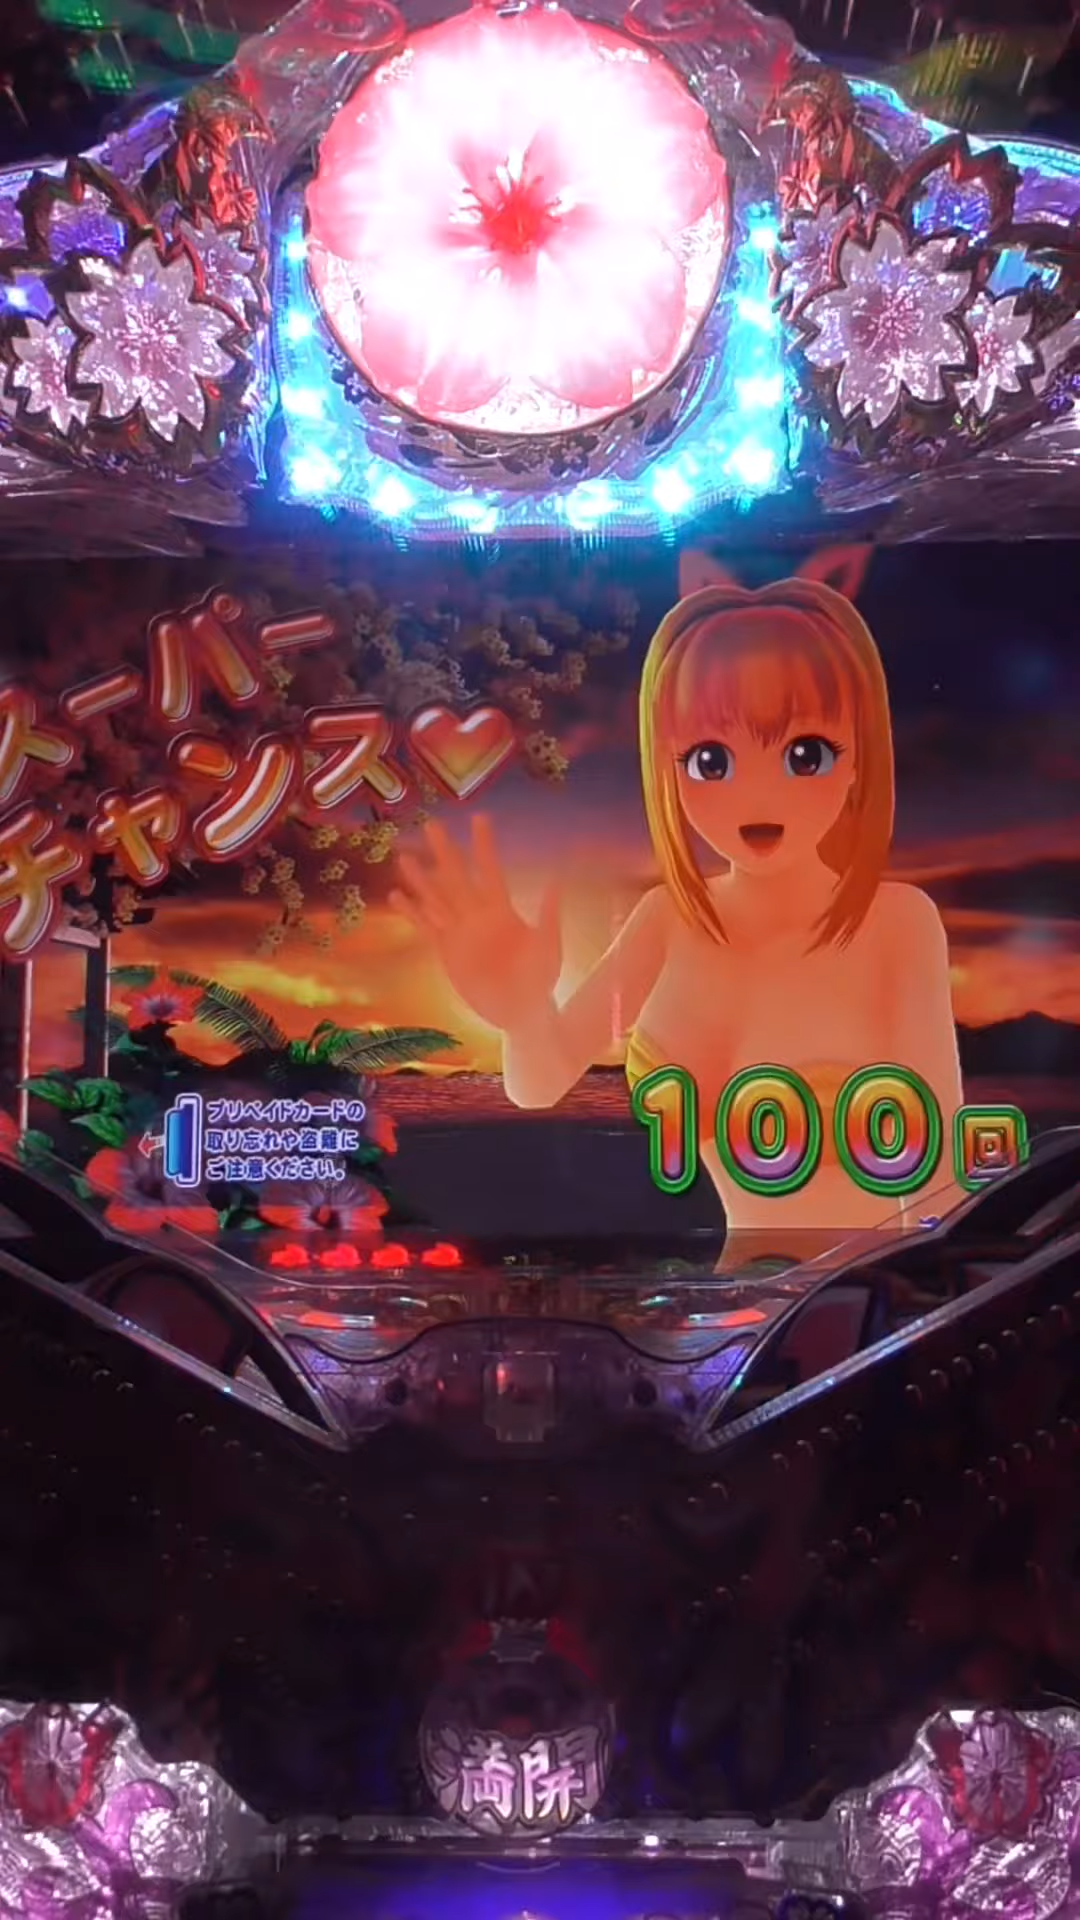 スーパー
チャンス♥
プリペイドカードの
取り忘れや盗難に
ご注意ください。
100回
満開